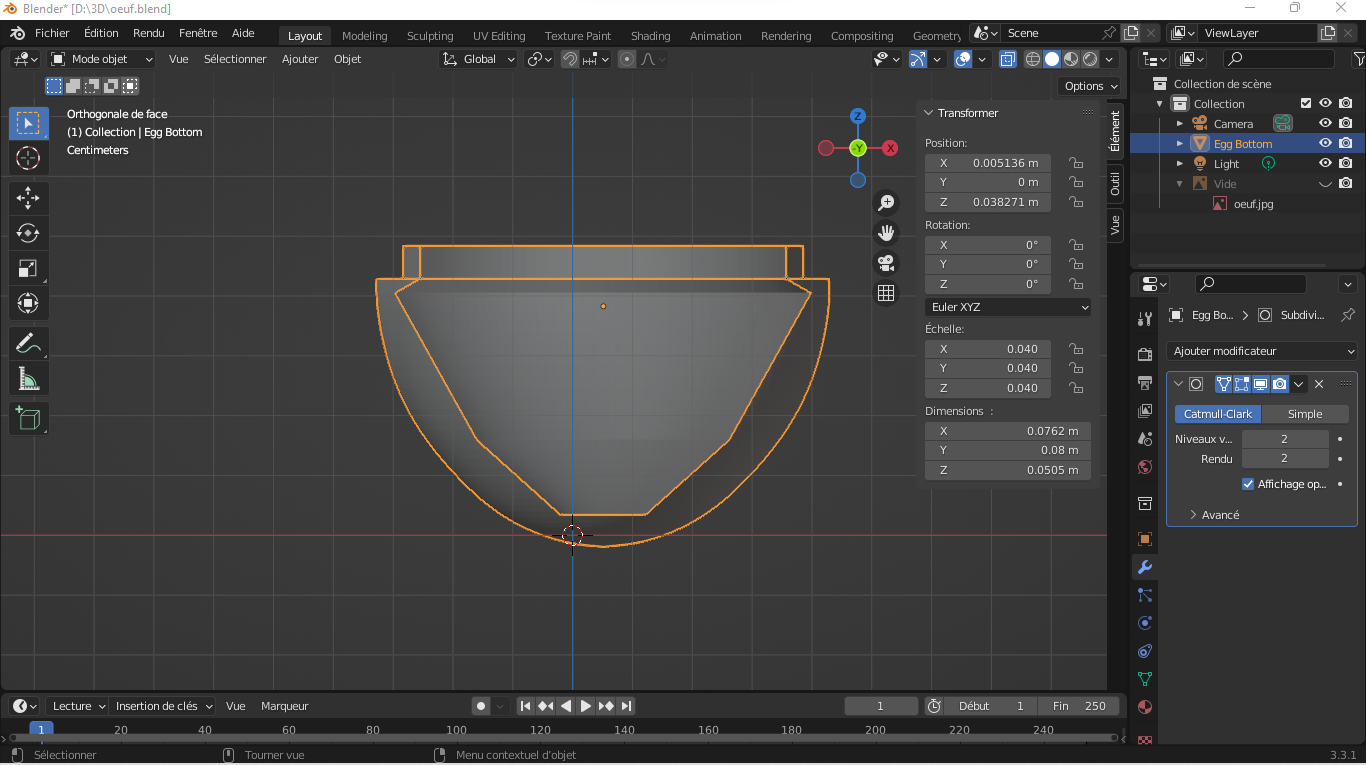 Blender* [D:\3D\oeuf.blend]
Fichier Édition Rendu Fenêtre Aide Layout Modeling Sculpting UV Editing Texture Paint Shading Animation Rendering Compositing Geometry Scene ViewLayer
Mode objet Vue Sélectionner Ajouter Objet Global
Options
Orthogonale de face
(1) Collection | Egg Bottom
Centimeters
Z
-Y
X
Transformer
Position:
X 0.005136 m
Y 0 m
Z 0.038271 m
Rotation:
X 0°
Y 0°
Z 0°
Euler XYZ
Échelle:
X 0.040
Y 0.040
Z 0.040
Dimensions :
X 0.0762 m
Y 0.08 m
Z 0.0505 m
Élément
Outil
Vue
Collection de scène
Collection
Camera
Egg Bottom
Light
Vide
oeuf.jpg
Egg Bo... Subdivi...
Ajouter modificateur
Catmull-Clark Simple
Niveaux v... 2
Rendu 2
Affichage op...
Avancé
Lecture Insertion de clés Vue Marqueur 1 Début 1 Fin 250
1 20 40 60 80 100 120 140 160 180 200 220 240
Sélectionner Tourner vue Menu contextuel d'objet 3.3.1